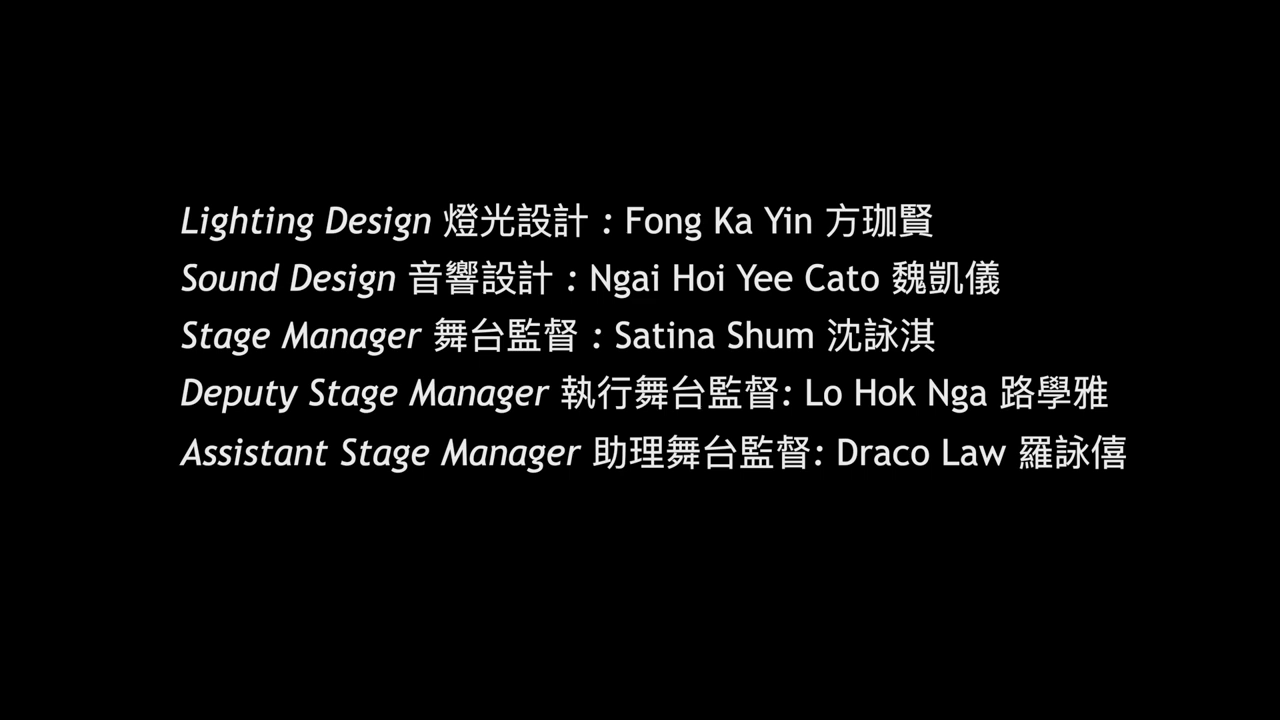 Lighting Design 燈光設計 : Fong Ka Yin 方珈賢
Sound Design 音響設計 : Ngai Hoi Yee Cato 魏凱儀
Stage Manager 舞台監督 : Satina Shum 沈詠淇
Deputy Stage Manager 執行舞台監督: Lo Hok Nga 路學雅
Assistant Stage Manager 助理舞台監督: Draco Law 羅詠僖